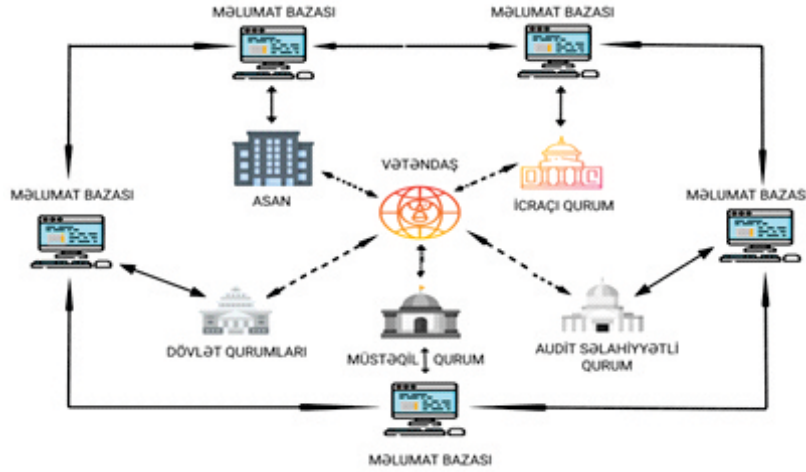 MƏLUMAT BAZASI
MƏLUMAT BAZASI
VƏTƏNDAŞ
ASAN
İCRAÇI QURUM
MƏLUMAT BAZASI
MƏLUMAT BAZAS
DÖVLƏT QURUMLARI
MÜSTƏQİL QURUM
AUDİT SƏLAHİYYƏTLİ
QURUM
MƏLUMAT BAZASI